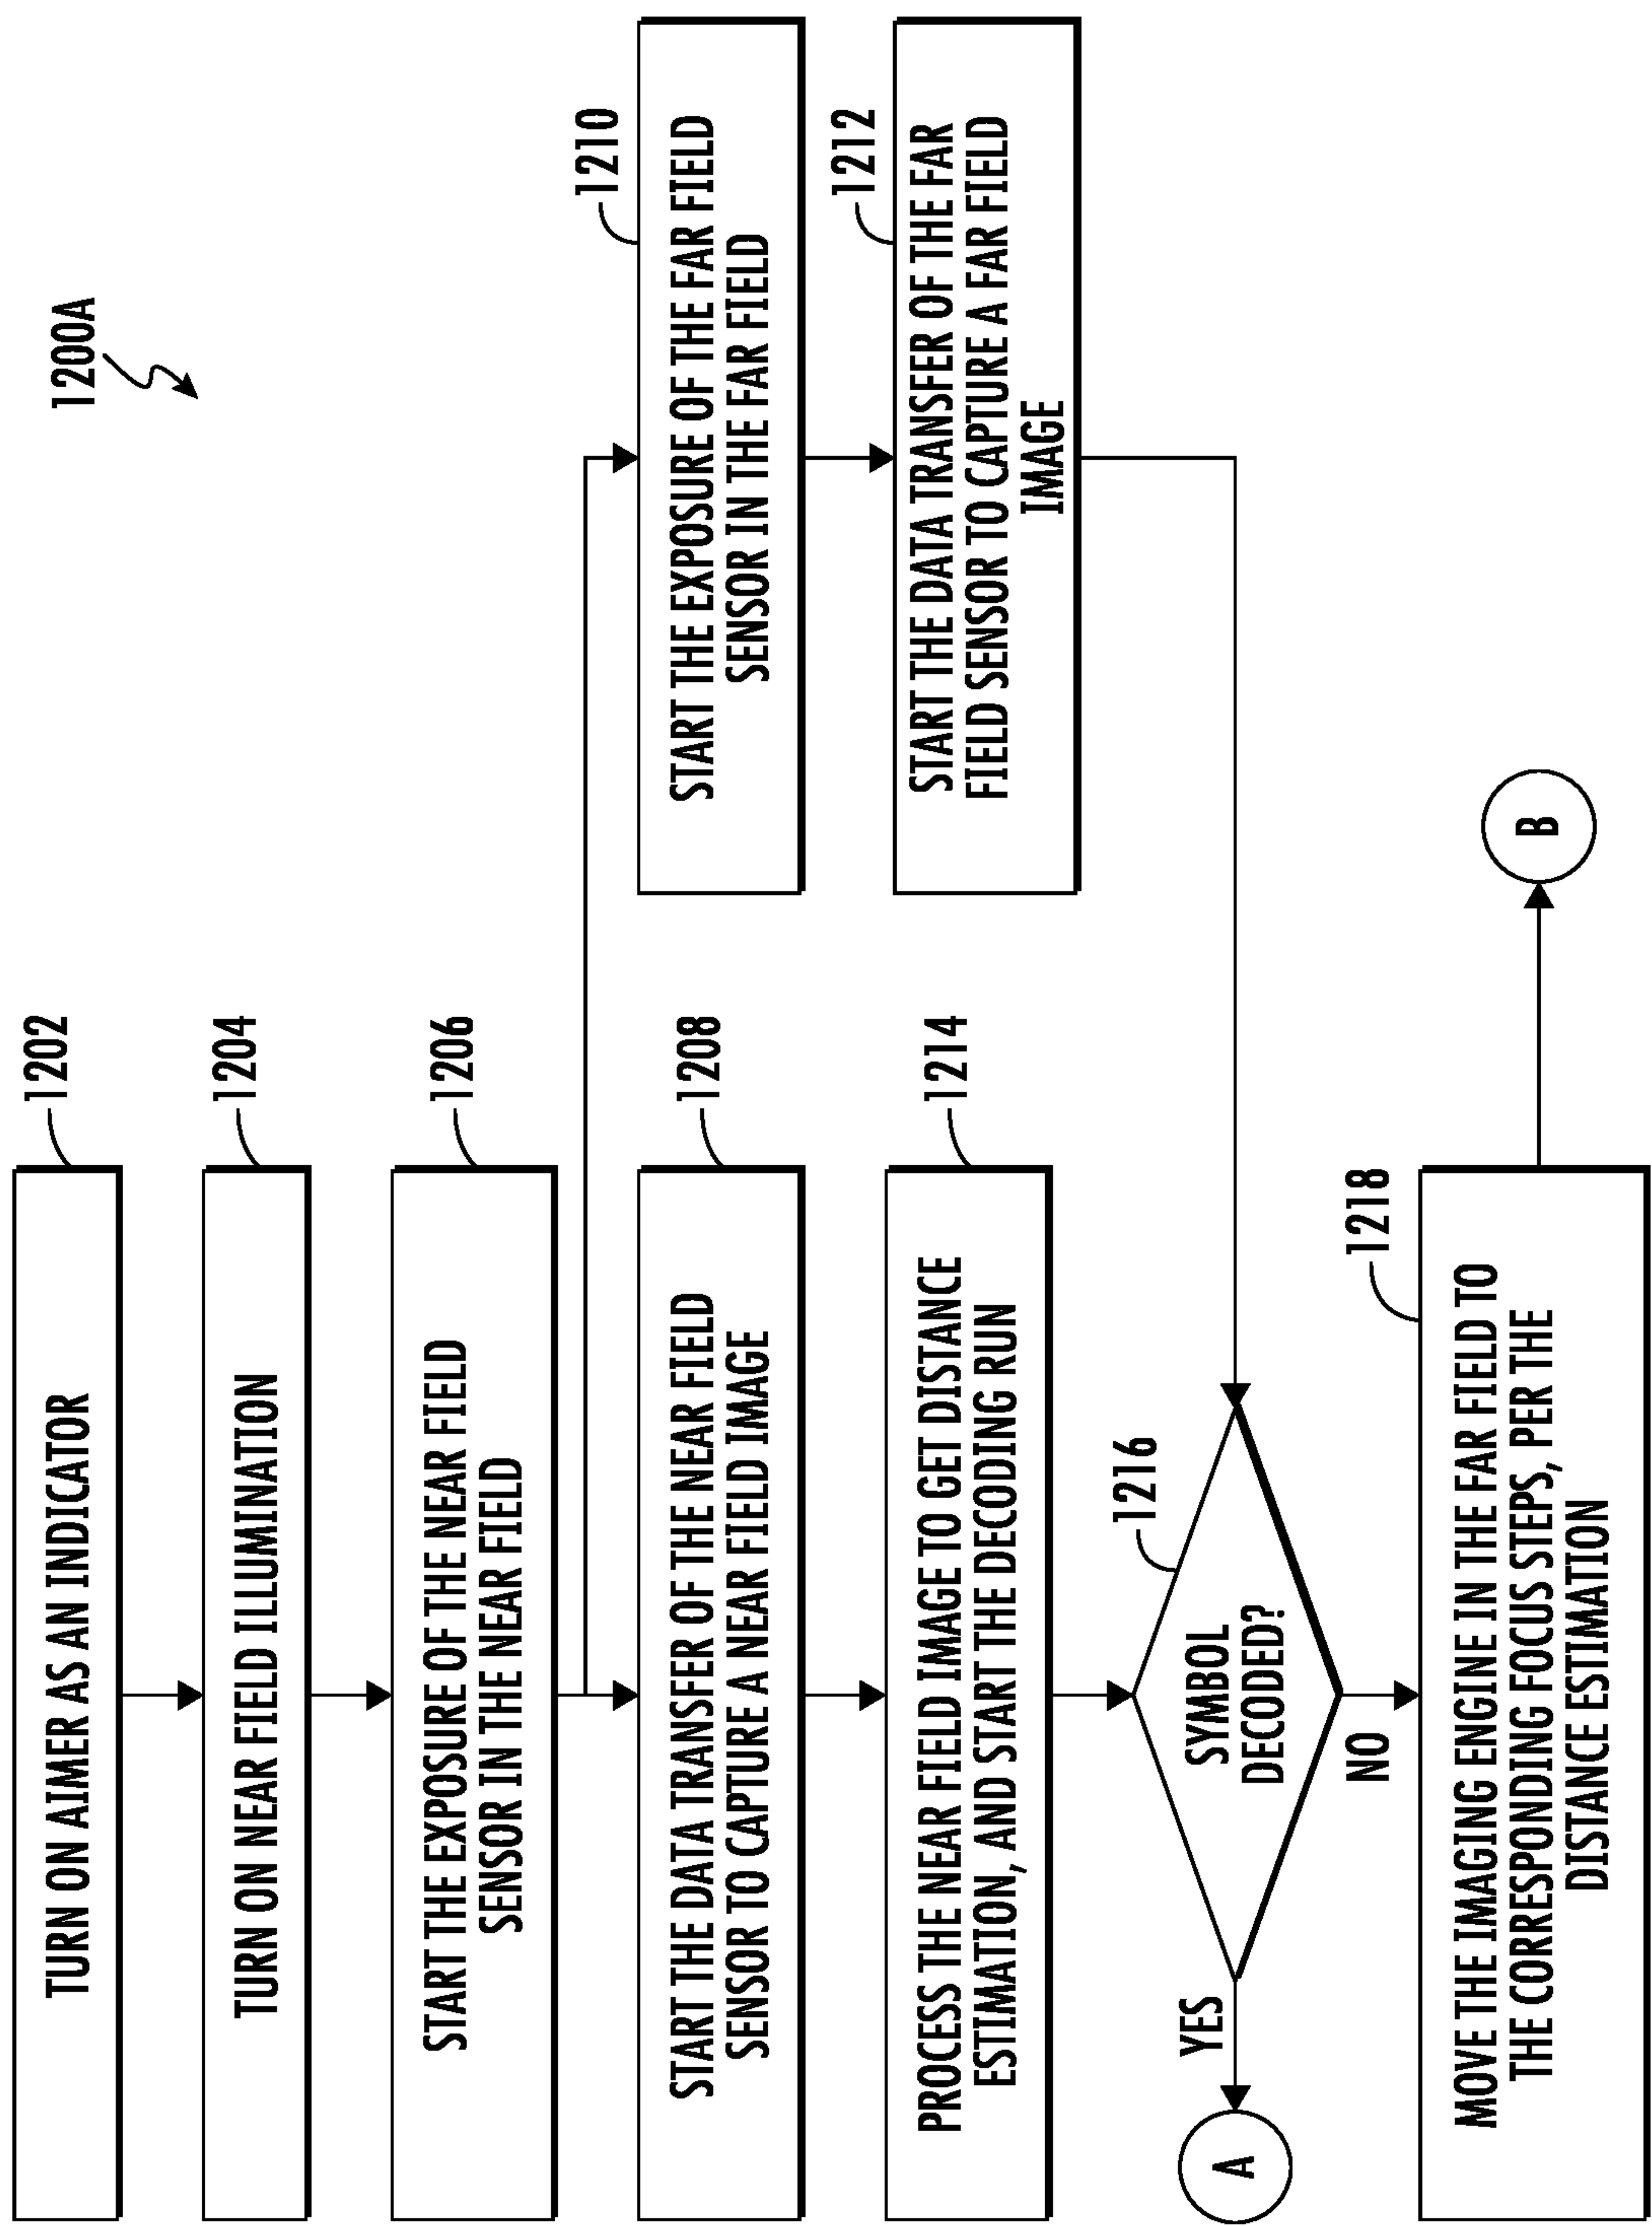 1200A
TURN ON AIMER AS AN INDICATOR
1202
TURN ON NEAR FIELD ILLUMINATION
1204
START THE EXPOSURE OF THE NEAR FIELD
SENSOR IN THE NEAR FIELD
1206
START THE DATA TRANSFER OF THE NEAR FIELD
SENSOR TO CAPTURE A NEAR FIELD IMAGE
1208
START THE EXPOSURE OF THE FAR FIELD
SENSOR IN THE FAR FIELD
1210
START THE DATA TRANSFER OF THE FAR
FIELD SENSOR TO CAPTURE A FAR FIELD
IMAGE
1212
PROCESS THE NEAR FIELD IMAGE TO GET DISTANCE
ESTIMATION, AND START THE DECODING RUN
1214
SYMBOL
DECODED?
1216
YES
A
NO
MOVE THE IMAGING ENGINE IN THE FAR FIELD TO
THE CORRESPONDING FOCUS STEPS, PER THE
DISTANCE ESTIMATION
1218
B